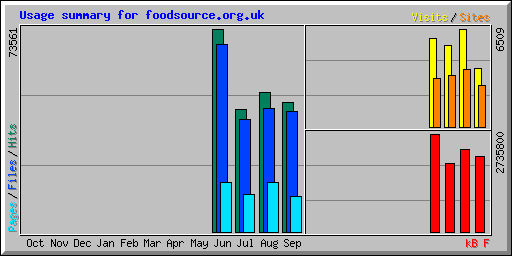 Usage summary for foodsource.org.uk
Visits/Sites
73561
6509
Pages/Files/Hits
2735800
Oct Nov Dec Jan Feb Mar Apr May Jun Jul Aug Sep
kB F